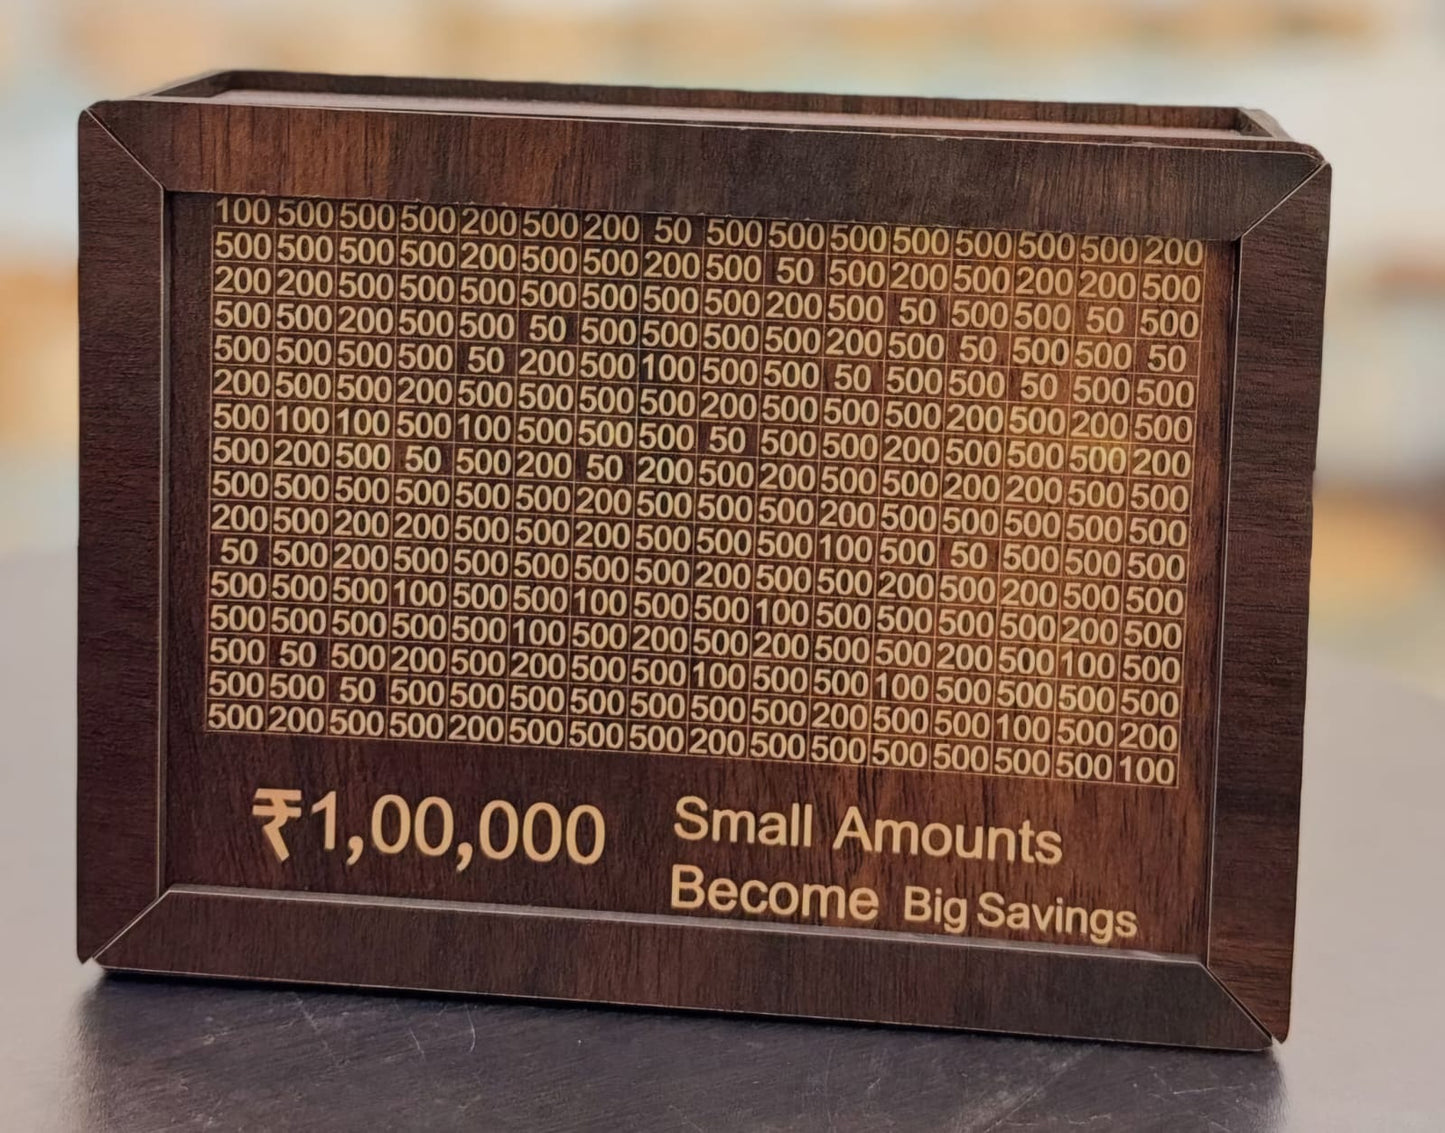 100 500 500 500 200 500 200 50 500 500 500 500 500 500 500 200
500 500 500 500 200 500 500 200 500 50 500 200 500 200 200 500
200 200 500 500 500 500 500 500 500 200 500 50 500 500 50 500
500 500 200 500 500 50 500 500 500 500 200 500 50 500 500 50
500 500 500 500 50 200 500 100 500 500 50 500 500 50 500 500
200 500 500 200 500 500 500 500 200 500 500 500 200 500 200 500
500 100 100 500 100 500 500 500 50 500 500 200 500 500 500 200
500 200 500 50 500 200 50 200 500 200 500 500 200 200 500 500
500 500 500 500 500 500 200 500 500 500 200 500 500 500 500 500
200 500 200 200 500 500 200 500 500 500 100 500 50 500 500 500
50 500 200 500 500 500 500 500 200 500 500 200 500 200 500 500
500 500 500 100 500 500 100 500 500 100 500 500 500 500 200 500
500 500 500 500 500 100 500 200 500 200 500 500 200 500 100 500
500 50 500 200 500 200 500 500 100 500 500 100 500 500 500 500
500 500 50 500 500 500 500 500 500 500 200 500 500 100 500 200
500 200 500 500 200 500 500 500 200 500 500 500 500 500 500 100
₹1,00,000
Small Amounts
Become Big Savings